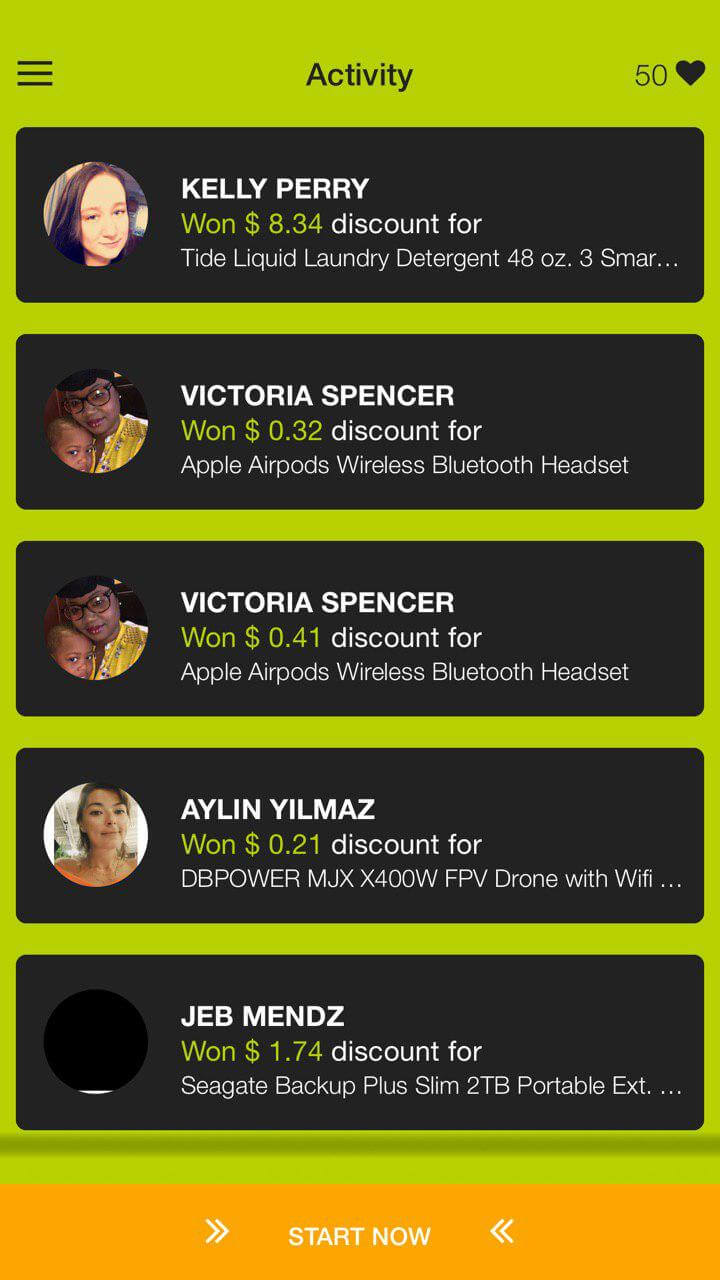 Activity
50
KELLY PERRY
Won $ 8.34 discount for
Tide Liquid Laundry Detergent 48 oz. 3 Smar...
VICTORIA SPENCER
Won $ 0.32 discount for
Apple Airpods Wireless Bluetooth Headset
VICTORIA SPENCER
Won $ 0.41 discount for
Apple Airpods Wireless Bluetooth Headset
AYLIN YILMAZ
Won $ 0.21 discount for
DBPOWER MJX X400W FPV Drone with Wifi ...
JEB MENDZ
Won $ 1.74 discount for
Seagate Backup Plus Slim 2TB Portable Ext. ...
START NOW